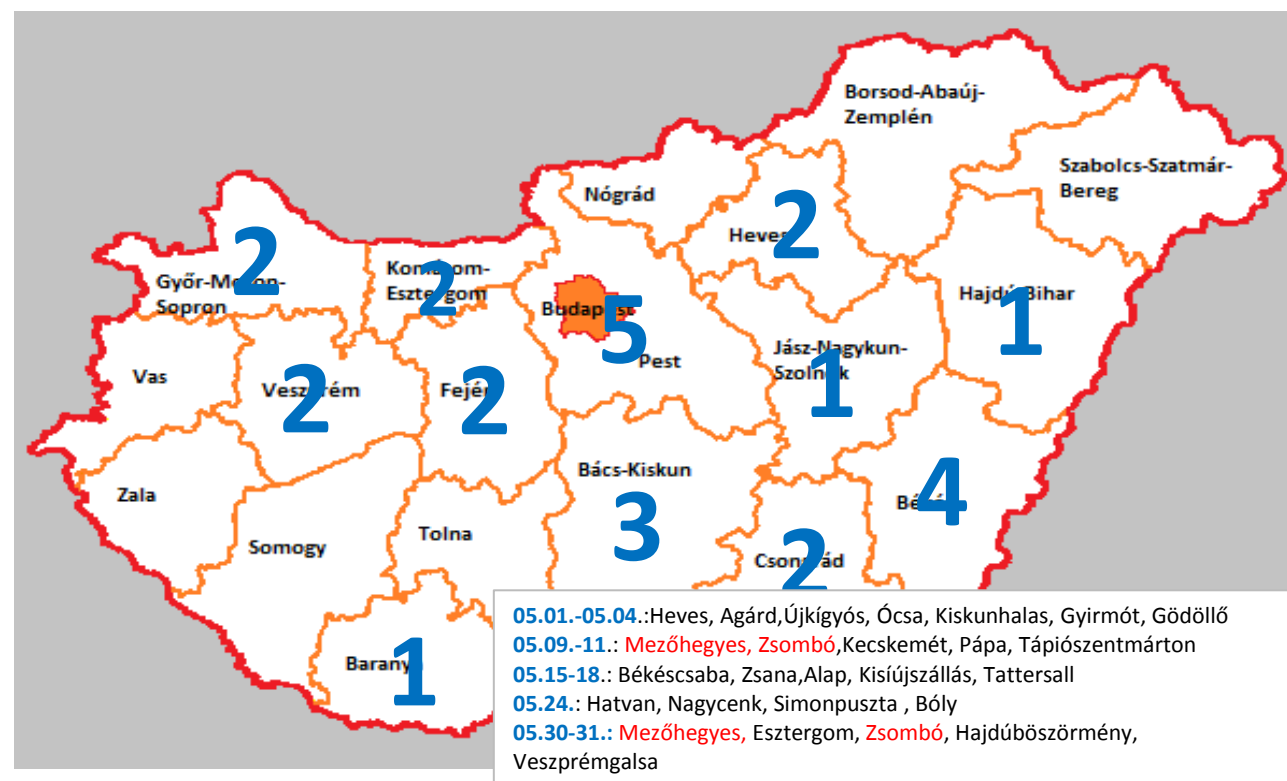 Borsod-Abaúj-
Zemplén
Szabolcs-Szatmár-
Bereg
Nógrád
2
Heves
2
Győr-Moson-
Sopron
2
Komárom-
Esztergom
Budapest
5
Pest
1
Hajdú-Bihar
Jász-Nagykun-
Szolnok
1
Vas
2
Veszprém
2
Fejér
Bács-Kiskun
3
4
Zala
Somogy
Tolna
2
Csongrád
Baranya
1
05.01.-05.04.:Heves, Agárd,Újkígyós, Ócsa, Kiskunhalas, Gyirmót, Gödöllő
05.09.-11.: Mezőhegyes, Zsombó,Kecskemét, Pápa, Tápiószentmárton
05.15-18.: Békéscsaba, Zsana,Alap, Kisíújszállás, Tattersall
05.24.: Hatvan, Nagycenk, Simonpuszta , Bóly
05.30-31.: Mezőhegyes, Esztergom, Zsombó, Hajdúböszörmény,
Veszprémgalsa